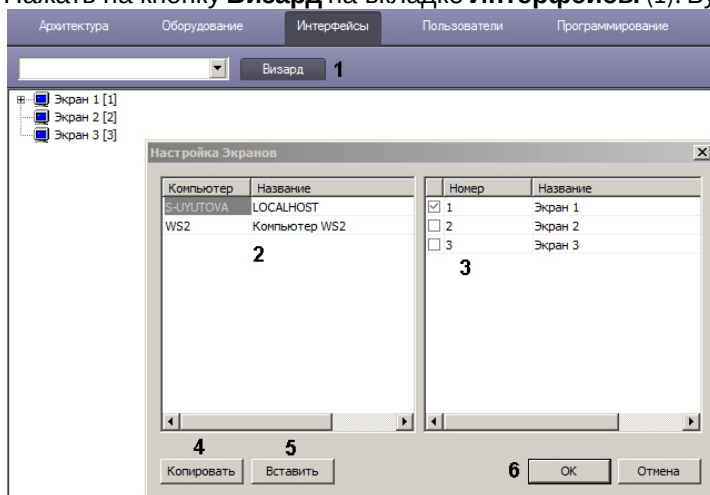 Нажать на кнопку Визард на вкладке Интерфейсы (1).
Архитектура Оборудование Интерфейсы Пользователи Программирование
Визард 1
Экран 1 [1]
Экран 2 [2]
Экран 3 [3]
Настройка Экранов
Компьютер Название Номер Название
S-UYUTOVA LOCALHOST 1 Экран 1
WS2 Компьютер WS2 2 Экран 2
3 Экран 3
2 3
4 5
Копировать Вставить 6 OK Отмена